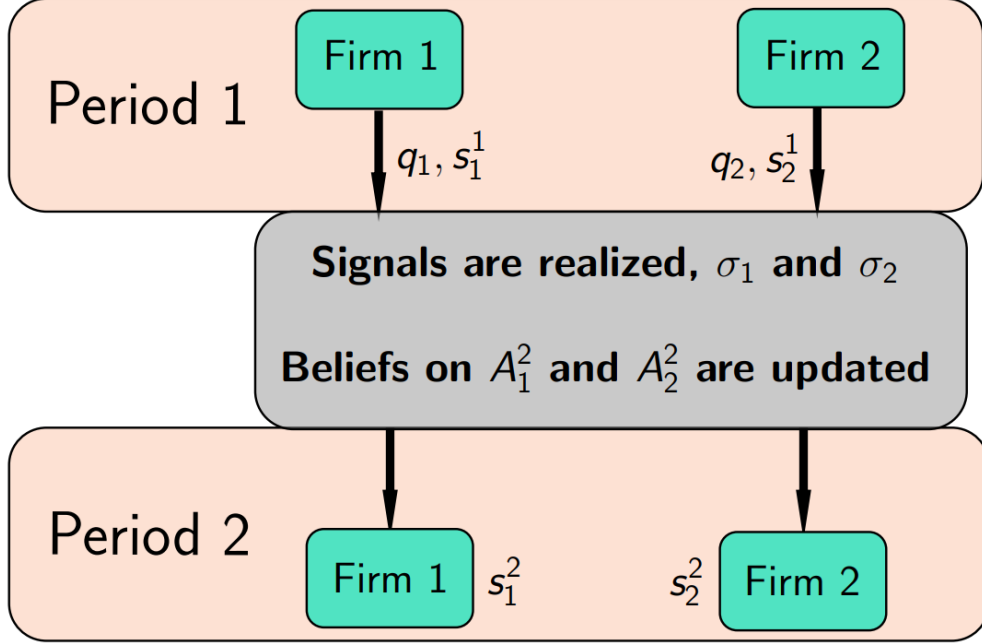 Firm 1
Firm 2
Period 1
q₁, s₁¹
q₂, s₂¹
Signals are realized, σ₁ and σ₂
Beliefs on A₁² and A₂² are updated
Period 2
Firm 1
s₁²
s₂²
Firm 2